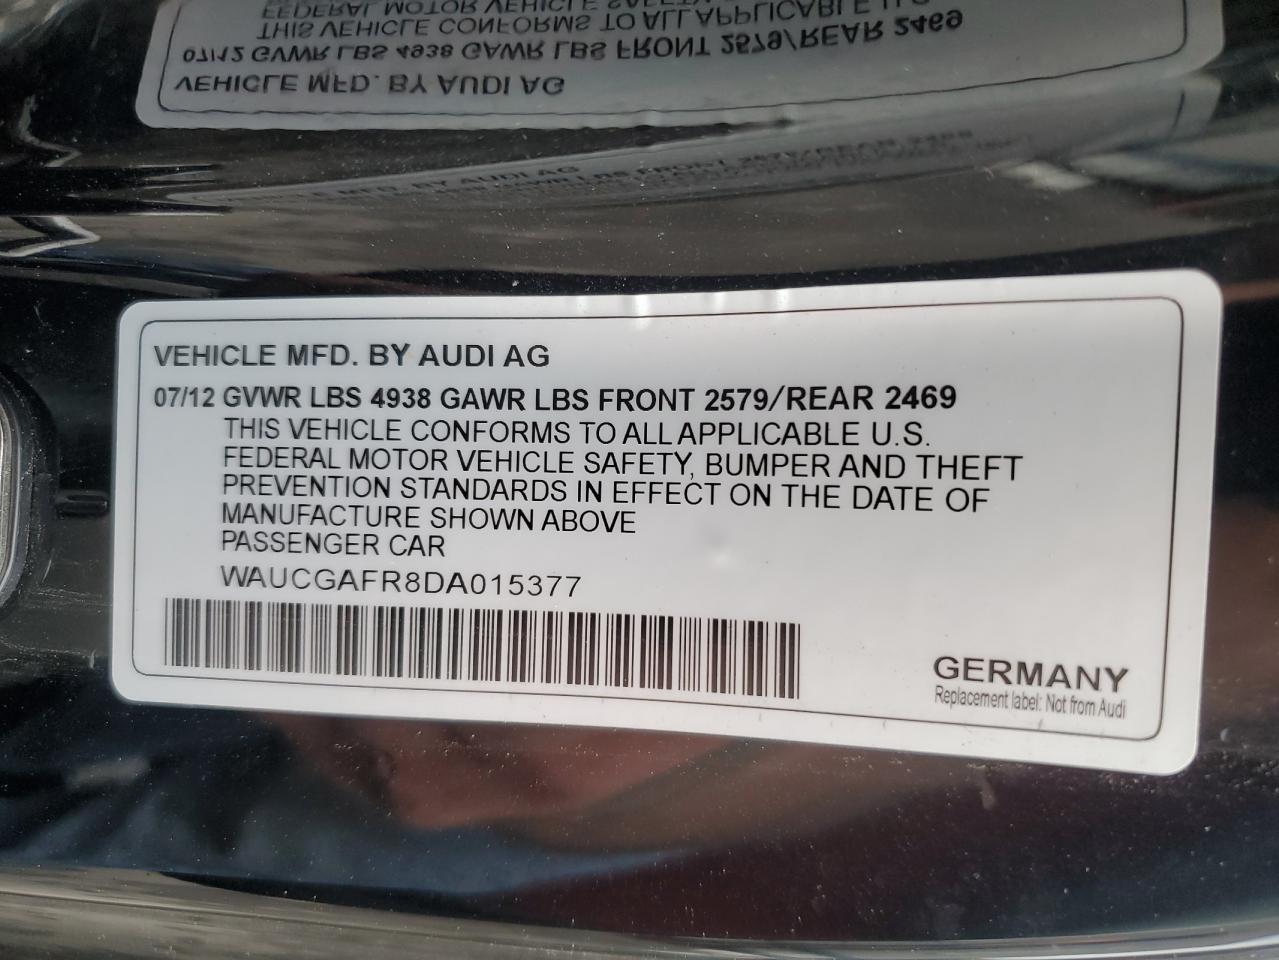 VEHICLE MFD. BY AUDI AG
07/12 GVWR LBS 4938 GAWR LBS FRONT 2579/REAR 2469
THIS VEHICLE CONFORMS TO ALL APPLICABLE U.S.
FEDERAL MOTOR VEHICLE SAFETY, BUMPER AND THEFT
PREVENTION STANDARDS IN EFFECT ON THE DATE OF
MANUFACTURE SHOWN ABOVE
PASSENGER CAR
WAUCGAFR8DA015377
GERMANY
Replacement label: Not from Audi